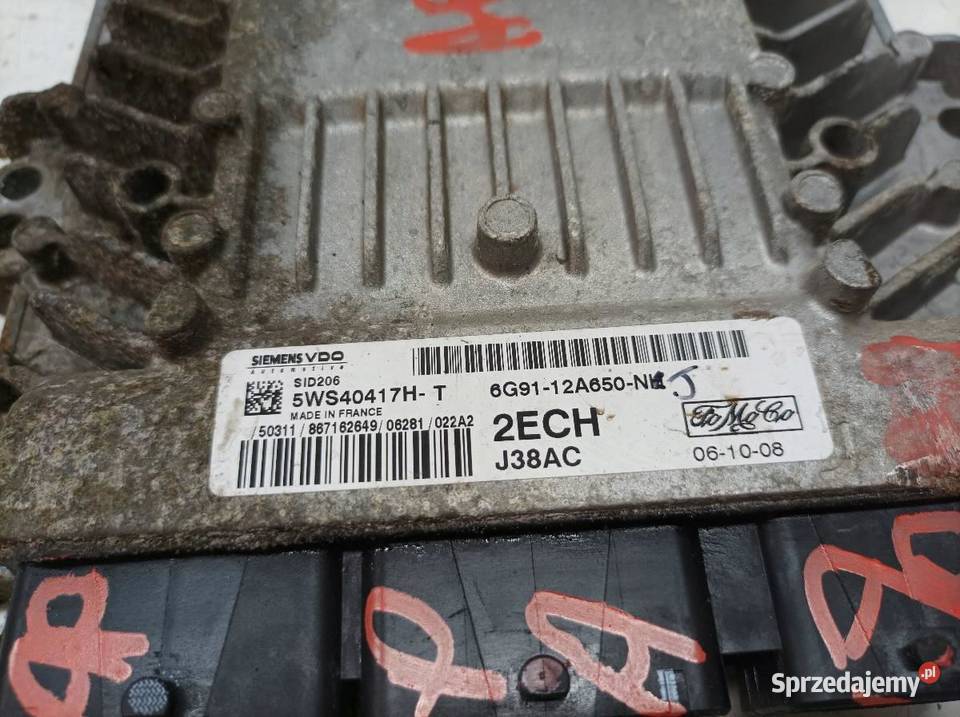 SIEMENS VDO
Automotive
SID206
5WS40417H- T
MADE IN FRANCE
/50311/867162649/06281/022A2
6G91-12A650-NH J
2ECH
J38AC
FoMoCo
06-10-08
Sprzedajemy.pl